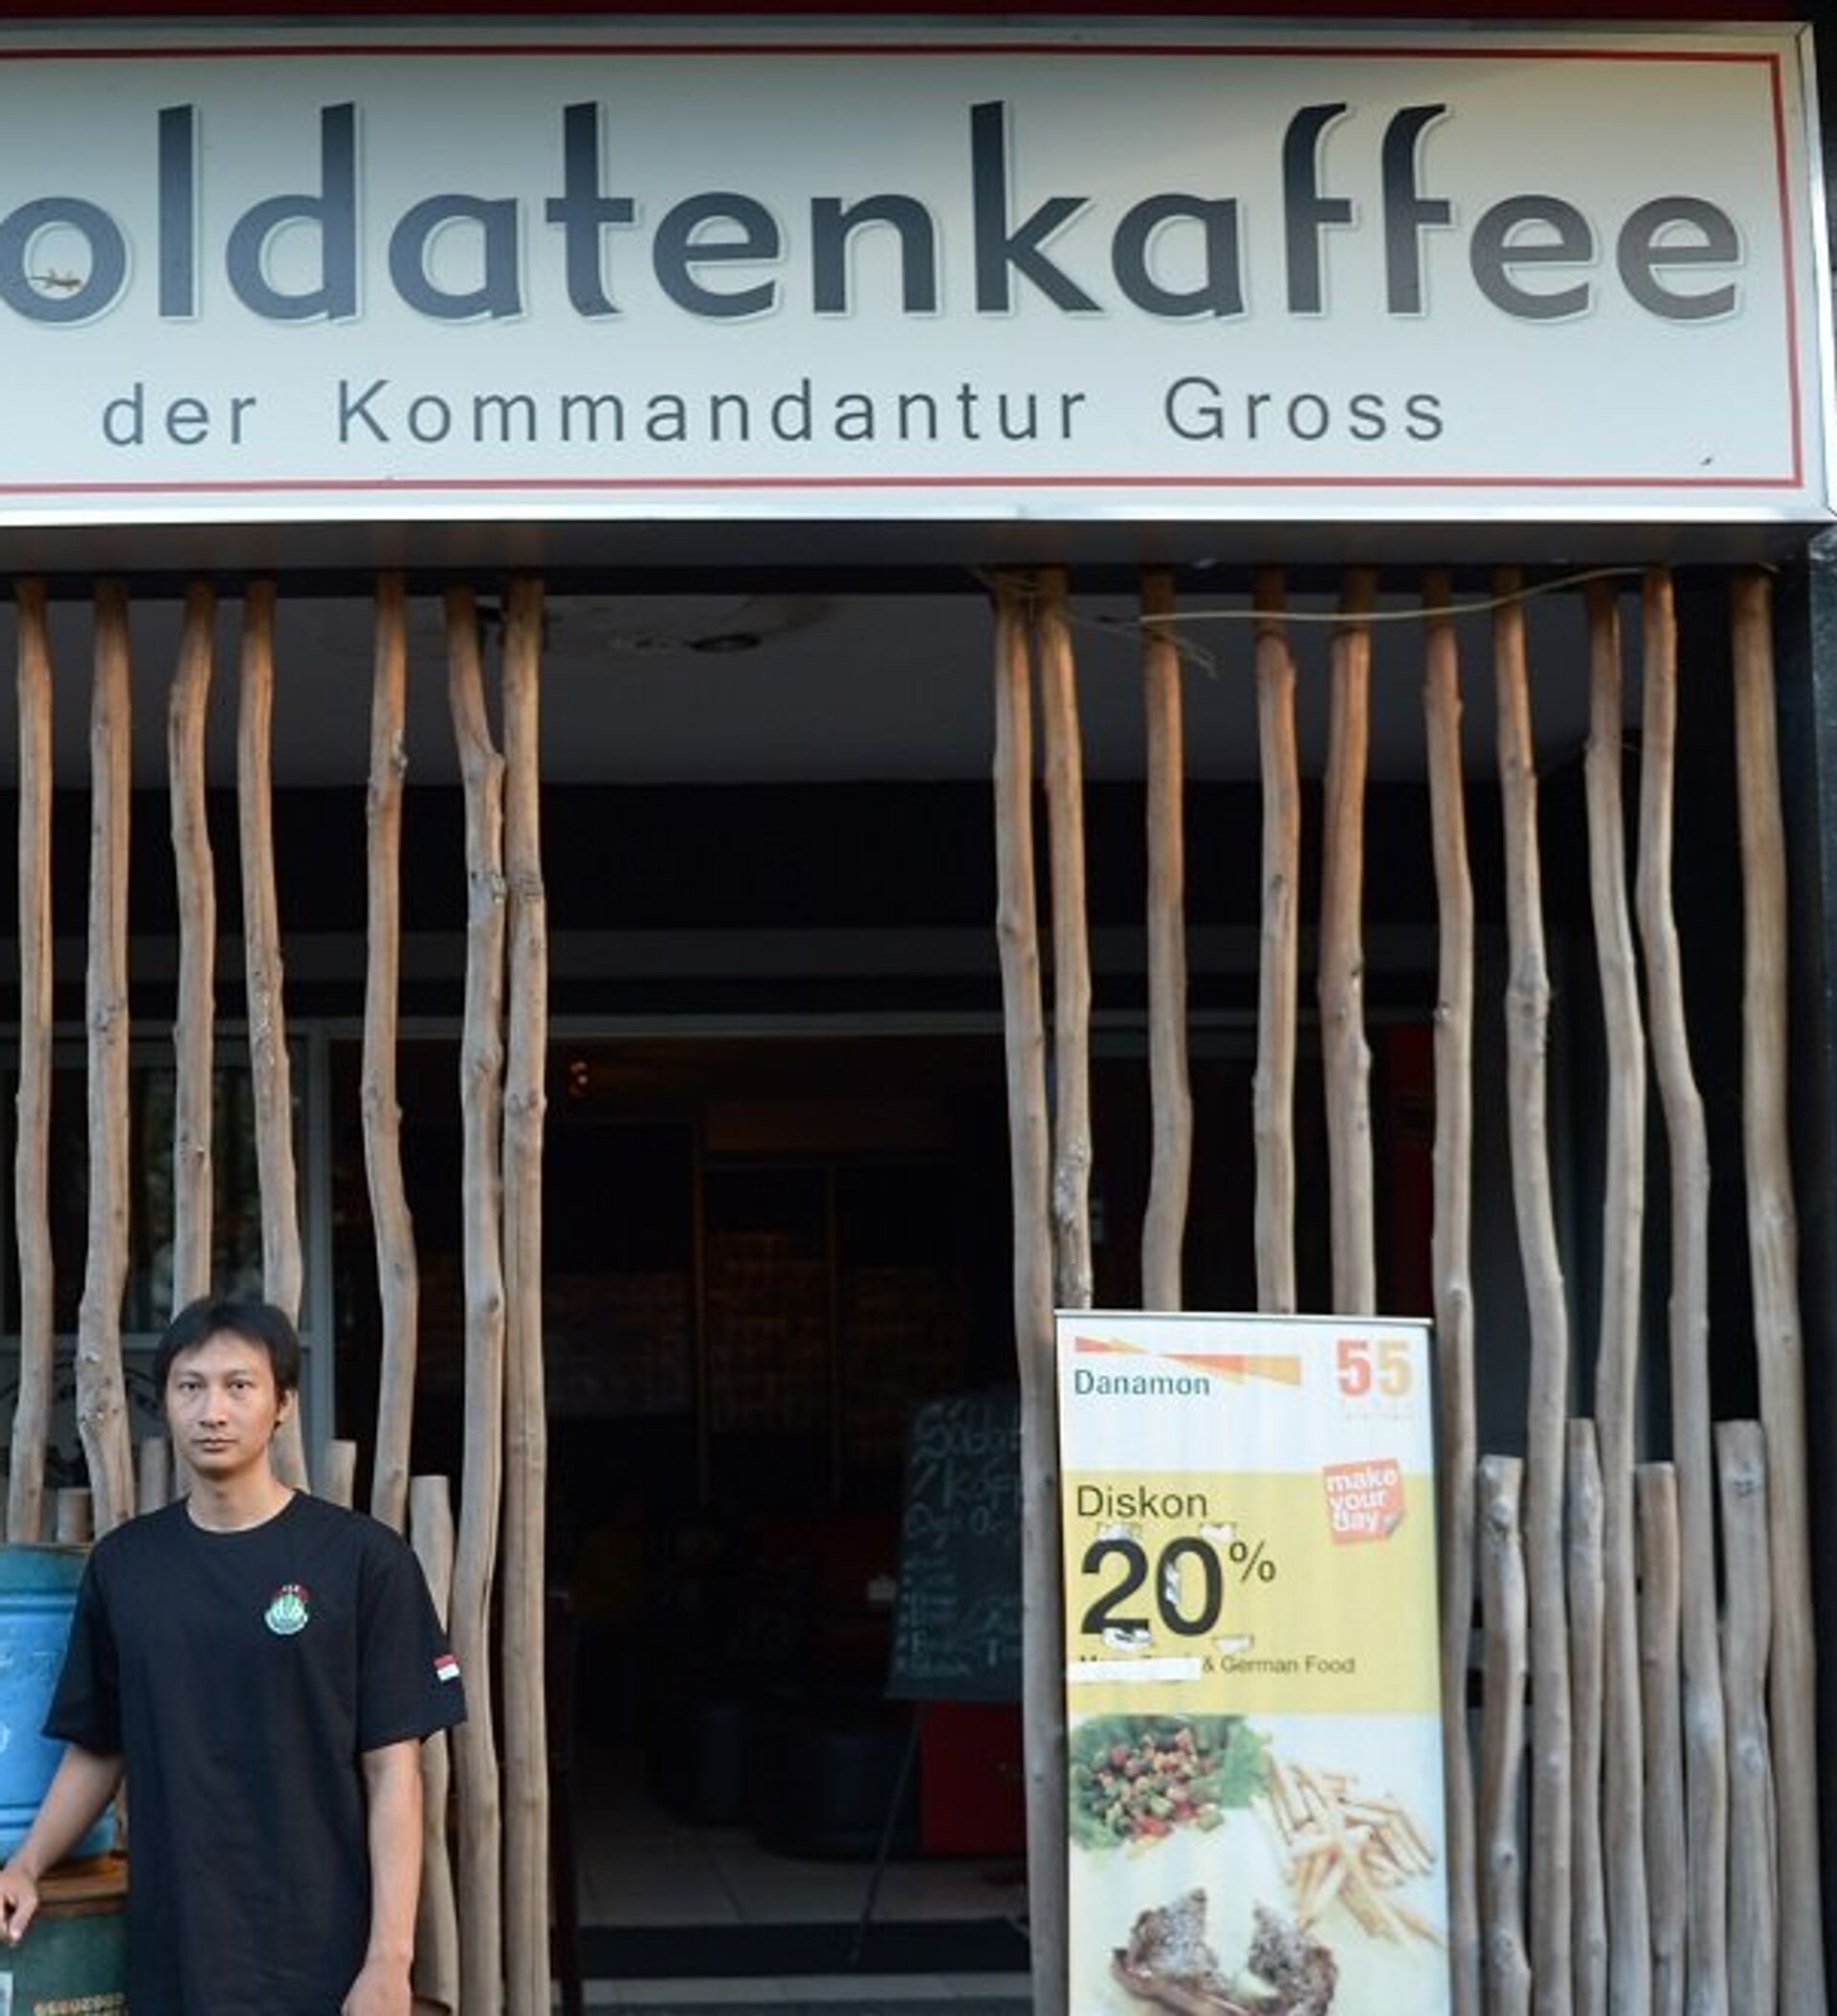 oldatenkaffee
der Kommandantur Gross
Danamon
55
make
your
day
Diskon
20%
& German Food